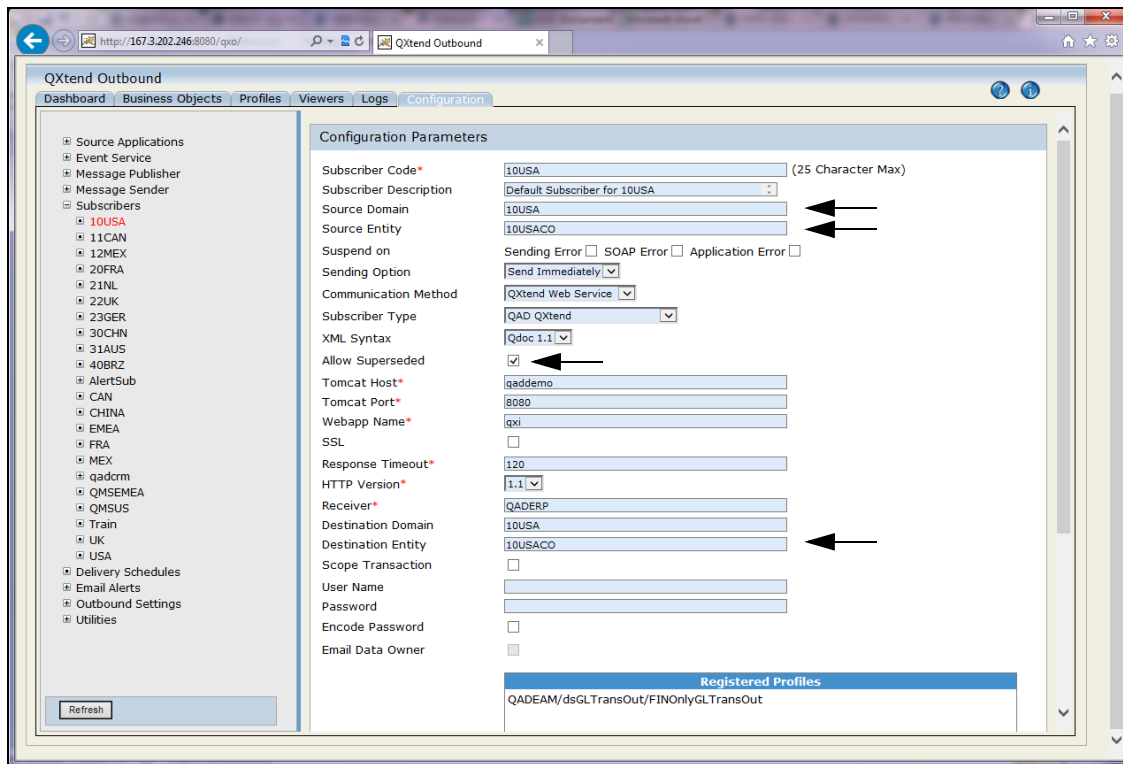 http://167.3.202.246:8080/qxo/
QXtend Outbound
QXtend Outbound
Dashboard Business Objects Profiles Viewers Logs Configuration
Source Applications
Event Service
Message Publisher
Message Sender
Subscribers
10USA
11CAN
12MEX
20FRA
21NL
22UK
23GER
30CHN
31AUS
40BRZ
AlertSub
CAN
CHINA
EMEA
FRA
MEX
qadcrm
QMSEMEA
QMSUS
Train
UK
USA
Delivery Schedules
Email Alerts
Outbound Settings
Utilities
Refresh
Configuration Parameters
Subscriber Code* 10USA (25 Character Max)
Subscriber Description Default Subscriber for 10USA
Source Domain 10USA
Source Entity 10USACO
Suspend on Sending Error SOAP Error Application Error
Sending Option Send Immediately
Communication Method QXtend Web Service
Subscriber Type QAD QXtend
XML Syntax Qdoc 1.1
Allow Superseded
Tomcat Host* qaddemo
Tomcat Port* 8080
Webapp Name* qxi
SSL
Response Timeout* 120
HTTP Version* 1.1
Receiver* QADERP
Destination Domain 10USA
Destination Entity 10USACO
Scope Transaction
User Name
Password
Encode Password
Email Data Owner
Registered Profiles
QADEAM/dsGLTransOut/FINOnlyGLTransOut